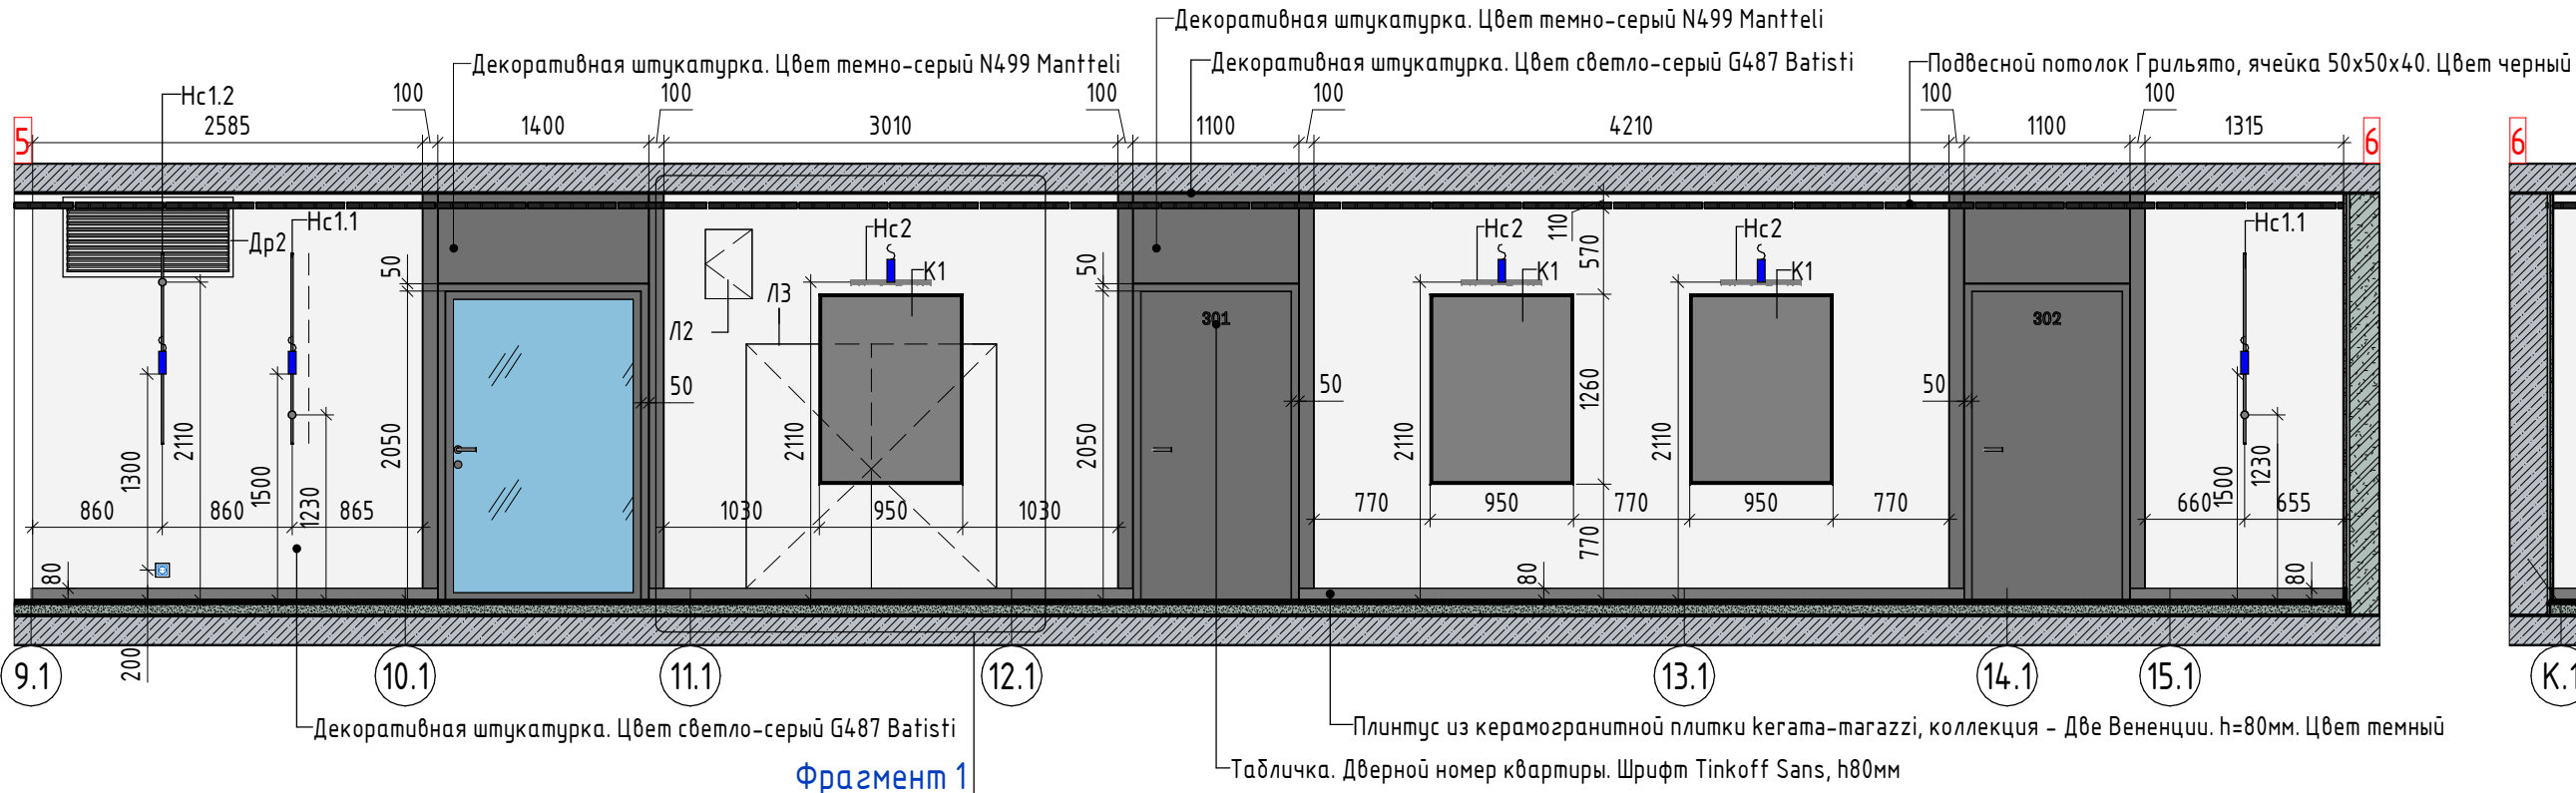 Декоративная штукатурка. Цвет темно-серый N499 Mantteli
Декоративная штукатурка. Цвет темно-серый N499 Mantteli
Декоративная штукатурка. Цвет светло-серый G487 Batisti
Подвесной потолок Грильято, ячейка 50x50x40. Цвет черный
Нс1.2
100
100
100
100
100
100
2585
1400
3010
1100
4210
1100
1315
5
6
6
Нс1.1
Др2
Нс2
К1
Л3
Л2
Нс2
К1
Нс2
К1
Нс1.1
110
570
50
50
301
302
50
50
50
1300
2110
1500
1230
2050
2110
2050
2110
1260
2110
1500
1230
860
860
865
1030
950
1030
770
950
770
950
770
660
655
770
80
80
80
200
9.1
10.1
11.1
12.1
13.1
14.1
15.1
К.1
Декоративная штукатурка. Цвет светло-серый G487 Batisti
Плинтус из керамогранитной плитки kerama-marazzi, коллекция - Две Вененции. h=80мм. Цвет темный
Фрагмент 1
Табличка. Дверной номер квартиры. Шрифт Tinkoff Sans, h80мм